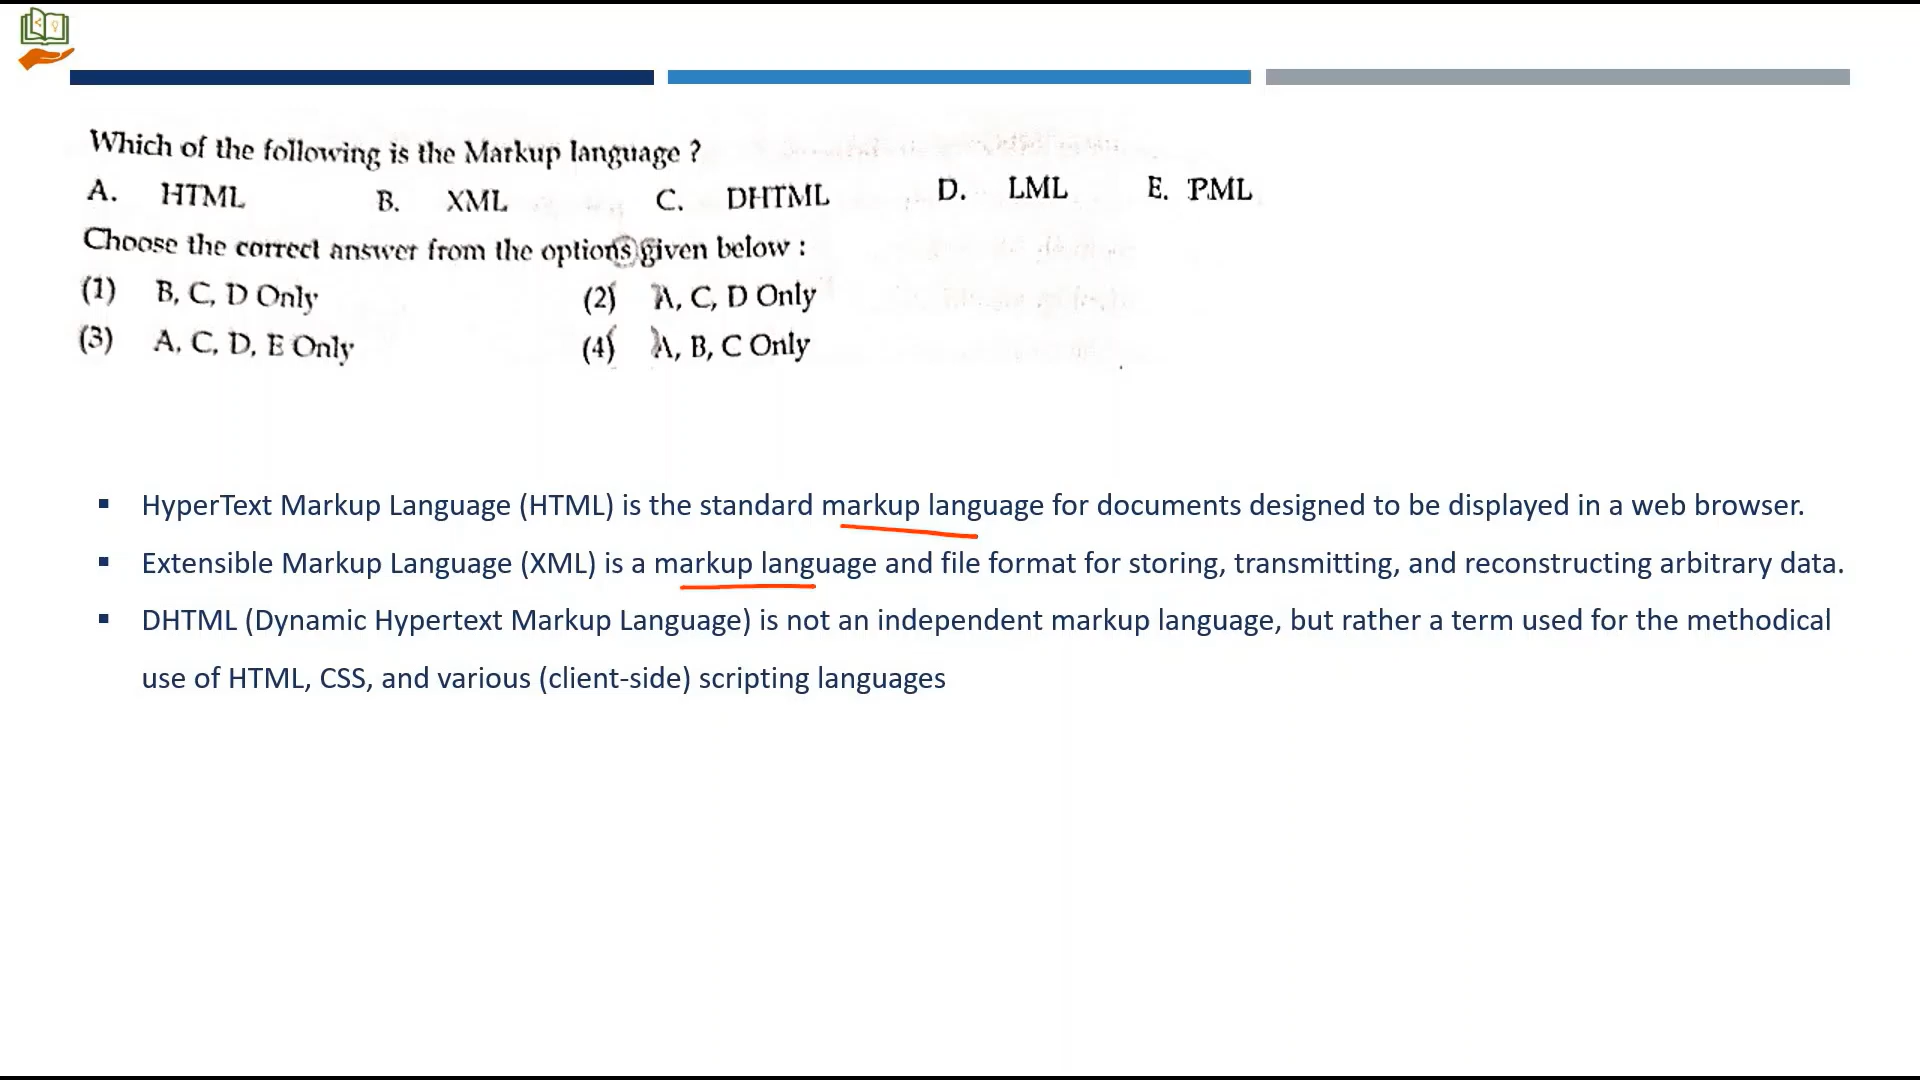 Which of the following is the Markup language ?
A. HTML B. XML C. DHTML D. LML E. PML
Choose the correct answer from the options given below :
(1) B, C, D Only (2) A, C, D Only
(3) A, C, D, E Only (4) A, B, C Only
▪ HyperText Markup Language (HTML) is the standard markup language for documents designed to be displayed in a web browser.
▪ Extensible Markup Language (XML) is a markup language and file format for storing, transmitting, and reconstructing arbitrary data.
▪ DHTML (Dynamic Hypertext Markup Language) is not an independent markup language, but rather a term used for the methodical
use of HTML, CSS, and various (client-side) scripting languages